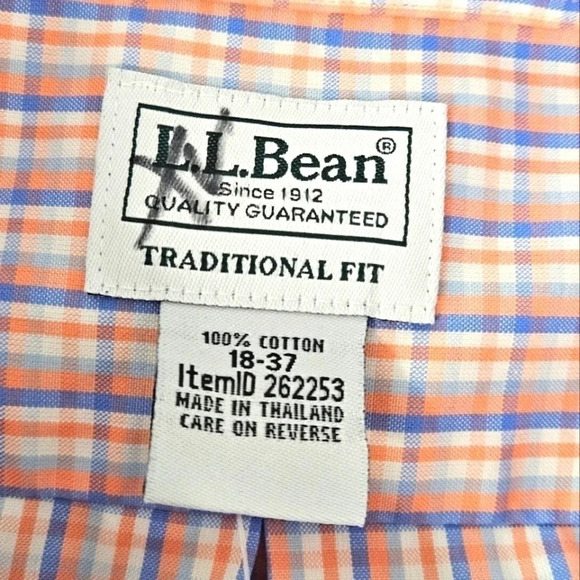 L.L.Bean®
Since 1912
QUALITY GUARANTEED
TRADITIONAL FIT
100% COTTON
18-37
ItemID 262253
MADE IN THAILAND
CARE ON REVERSE